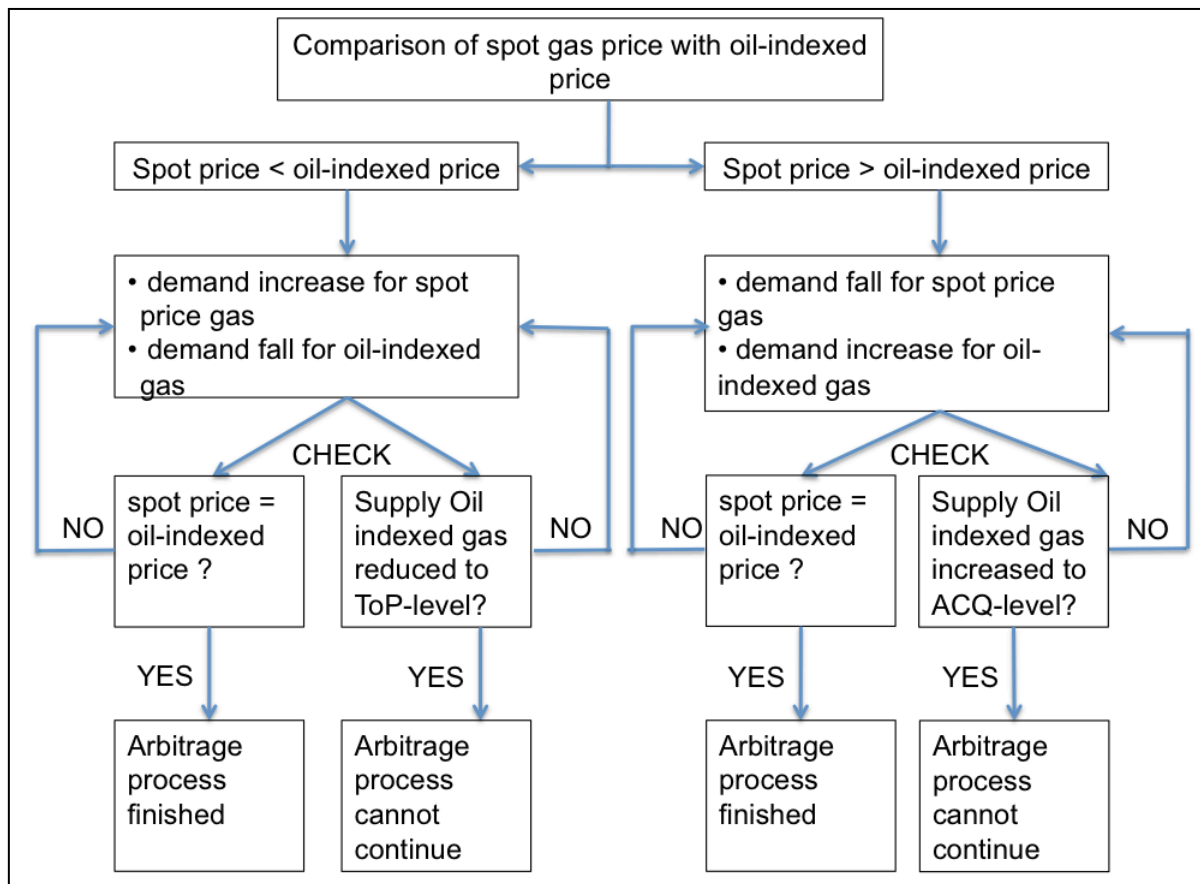 Comparison of spot gas price with oil-indexed
price
Spot price < oil-indexed price
Spot price > oil-indexed price
• demand increase for spot
price gas
• demand fall for oil-indexed
gas
• demand fall for spot price
gas
• demand increase for oil-
indexed gas
CHECK
CHECK
NO
spot price =
oil-indexed
price ?
Supply Oil
indexed gas
reduced to
ToP-level?
NO
NO
spot price =
oil-indexed
price ?
Supply Oil
indexed gas
increased to
ACQ-level?
NO
YES
YES
YES
YES
Arbitrage
process
finished
Arbitrage
process
cannot
continue
Arbitrage
process
finished
Arbitrage
process
cannot
continue